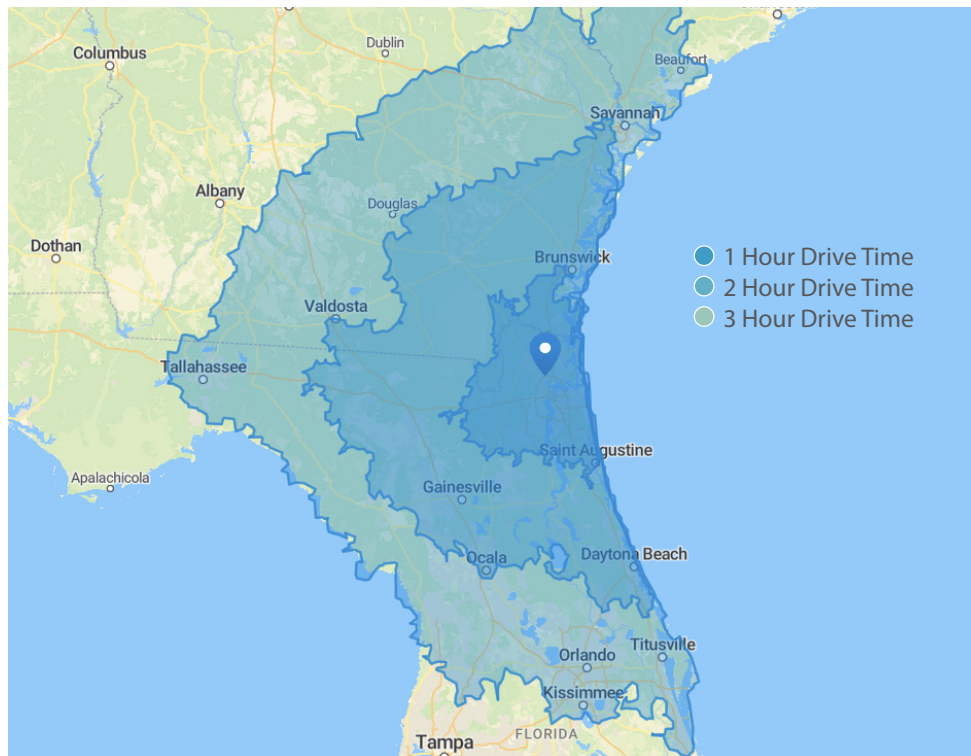 Dublin
Columbus
Beaufort
Savannah
Albany
Douglas
Dothan
Brunswick
1 Hour Drive Time
2 Hour Drive Time
3 Hour Drive Time
Valdosta
Tallahassee
Saint Augustine
Apalachicola
Gainesville
Daytona Beach
Ocala
Titusville
Orlando
Kissimmee
FLORIDA
Tampa